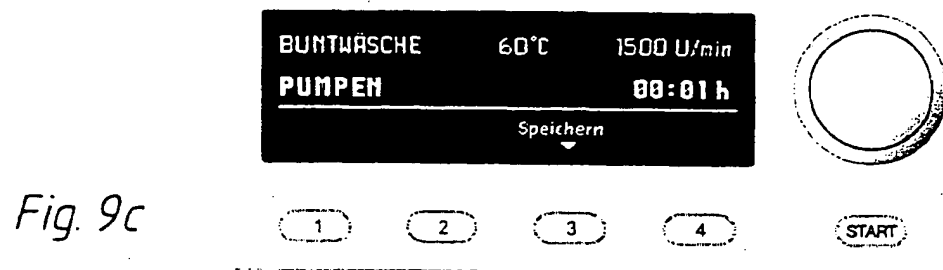 BUNTWÄSCHE 60°C 1500 U/min
PUMPEN 00:01 h
Speichern
Fig. 9c
1 2 3 4 START